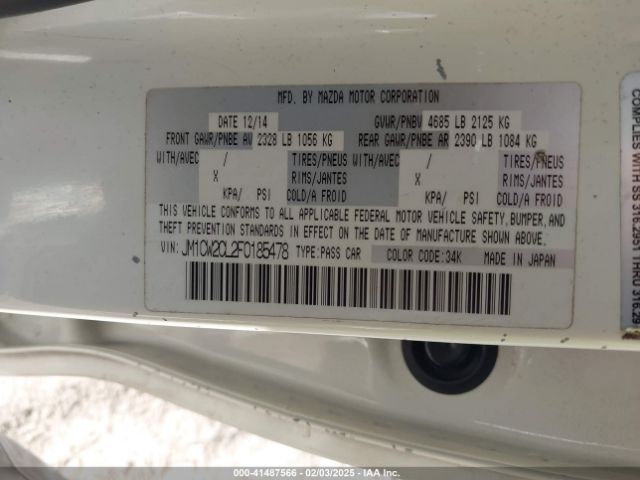 MFD. BY MAZDA MOTOR CORPORATION
DATE 12/14 GVWR/PNBV 4685 LB 2125 KG
FRONT GAWR/PNBE AV 2328 LB 1056 KG REAR GAWR/PNBE AR 2390 LB 1084 KG
WITH/AVEC / TIRES/PNEUS WITH/AVEC / TIRES/PNEUS
X RIMS/JANTES X RIMS/JANTES
KPA/ PSI COLD/A FROID KPA/ PSI COLD/A FROID
THIS VEHICLE CONFORMS TO ALL APPLICABLE FEDERAL MOTOR VEHICLE SAFETY, BUMPER, AND
THEFT PREVENTION STANDARDS IN EFFECT ON THE DATE OF MANUFACTURE SHOWN ABOVE.
VIN: JM1CW2CL2F0185478 TYPE:PASS CAR COLOR CODE:34K MADE IN JAPAN
COMPLIES WITH US
000-41487566 - 02/03/2025 - IAA Inc.